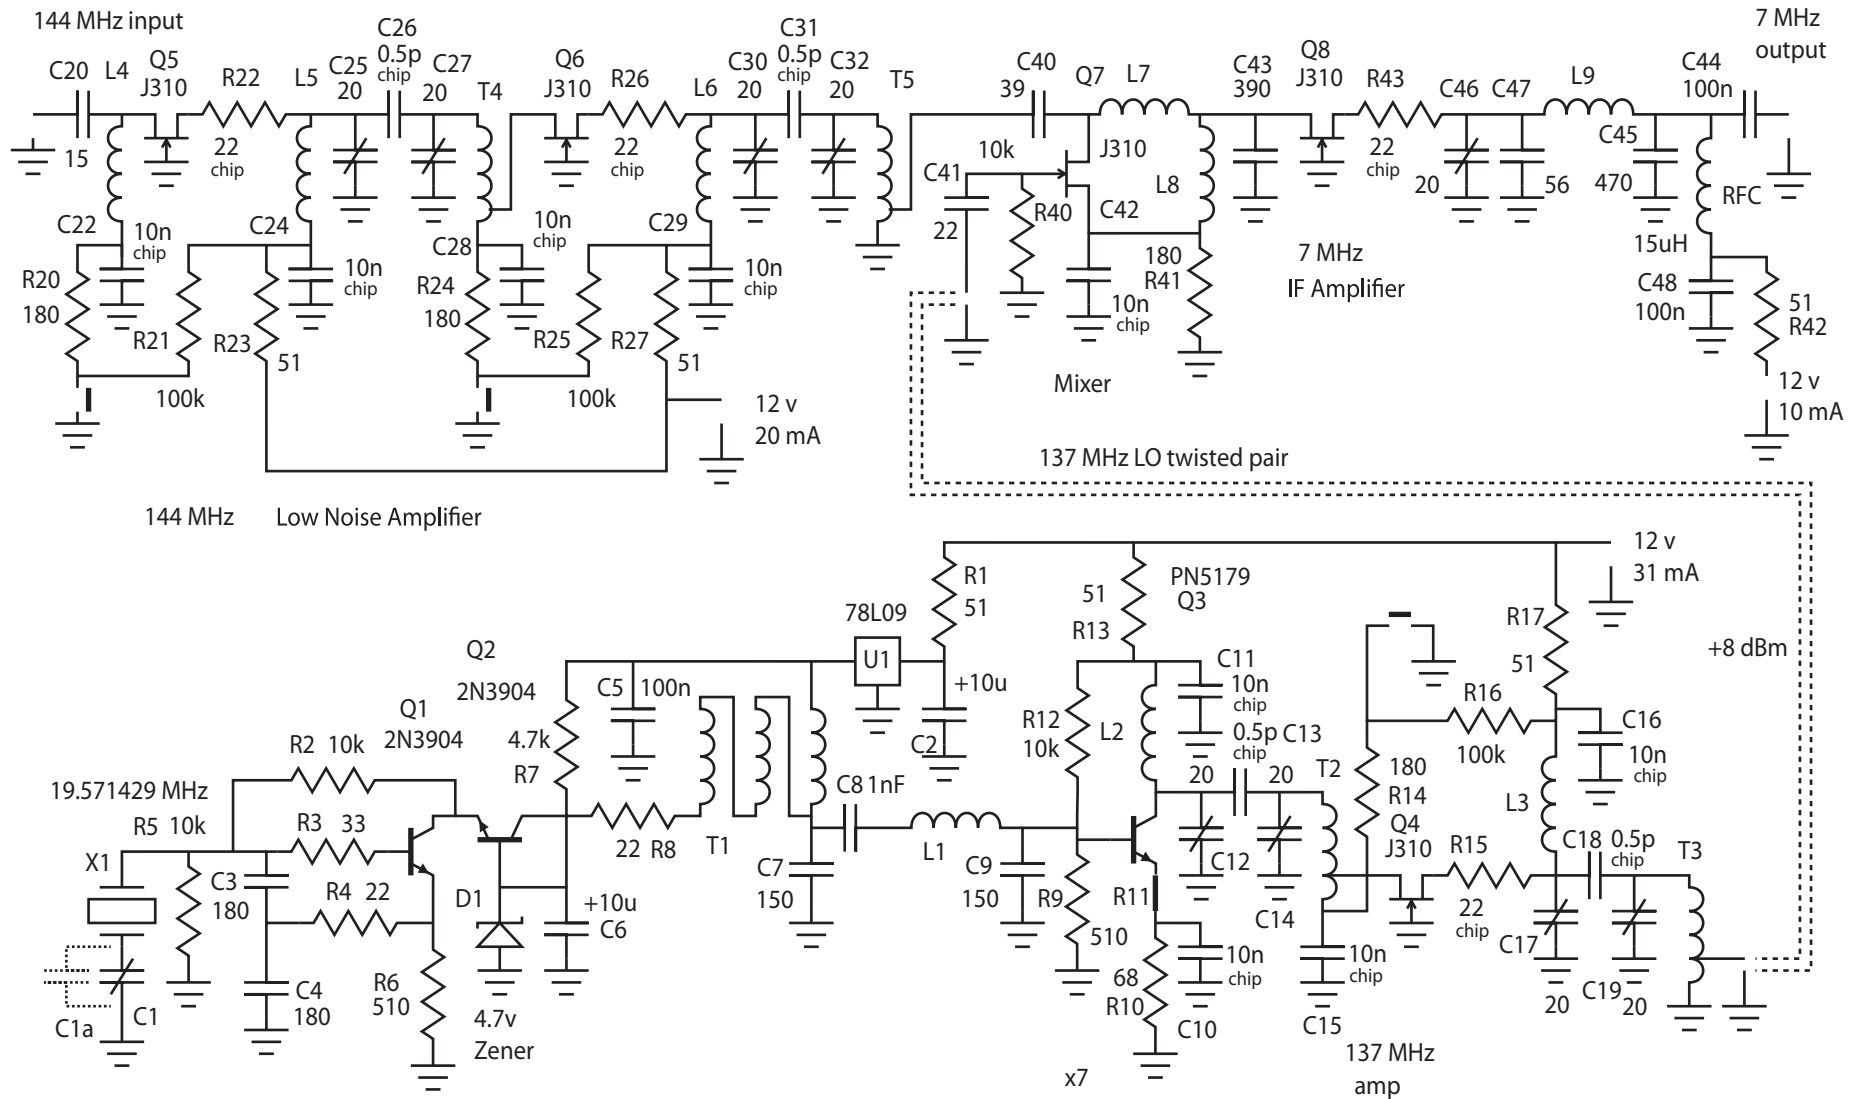 144 MHz input
C20
15
L4
Q5
J310
R22
22
chip
L5
C25
20
C26
0.5p
chip
C27
20
T4
Q6
J310
R26
22
chip
L6
C30
20
C31
0.5p
chip
C32
20
T5
C40
39
Q7
L7
J310
C43
390
Q8
J310
R43
22
chip
C46
20
C47
56
L9
C45
470
C44
100n
7 MHz
output
C22
10n
chip
R20
180
R21
100k
C24
10n
chip
R23
51
C28
10n
chip
R24
180
R25
100k
C29
10n
chip
R27
51
12 v
20 mA
C41
22
10k
R40
C42
10n
chip
L8
180
R41
7 MHz
IF Amplifier
Mixer
RFC
15uH
C48
100n
51
R42
12 v
10 mA
137 MHz LO twisted pair
144 MHz Low Noise Amplifier
12 v
31 mA
+8 dBm
R1
51
78L09
U1
+10u
C2
51
R13
PN5179
Q3
C11
10n
chip
R12
10k
L2
0.5p
chip
C13
20
20
C12
C14
T2
R17
51
R16
100k
C16
10n
chip
180
R14
Q4
J310
R15
22
chip
L3
C18
0.5p
chip
T3
C17
20
C19
20
Q2
2N3904
Q1
2N3904
C5
100n
4.7k
R7
R2 10k
19.571429 MHz
R5 10k
R3 33
X1
C3
180
R4 22
D1
22 R8
T1
+10u
C6
C7
150
C8
1nF
L1
C9
150
R9
510
R11
68
R10
10n
chip
C10
10n
chip
C15
R6
510
4.7v
Zener
C4
180
C1
C1a
x7
137 MHz
amp